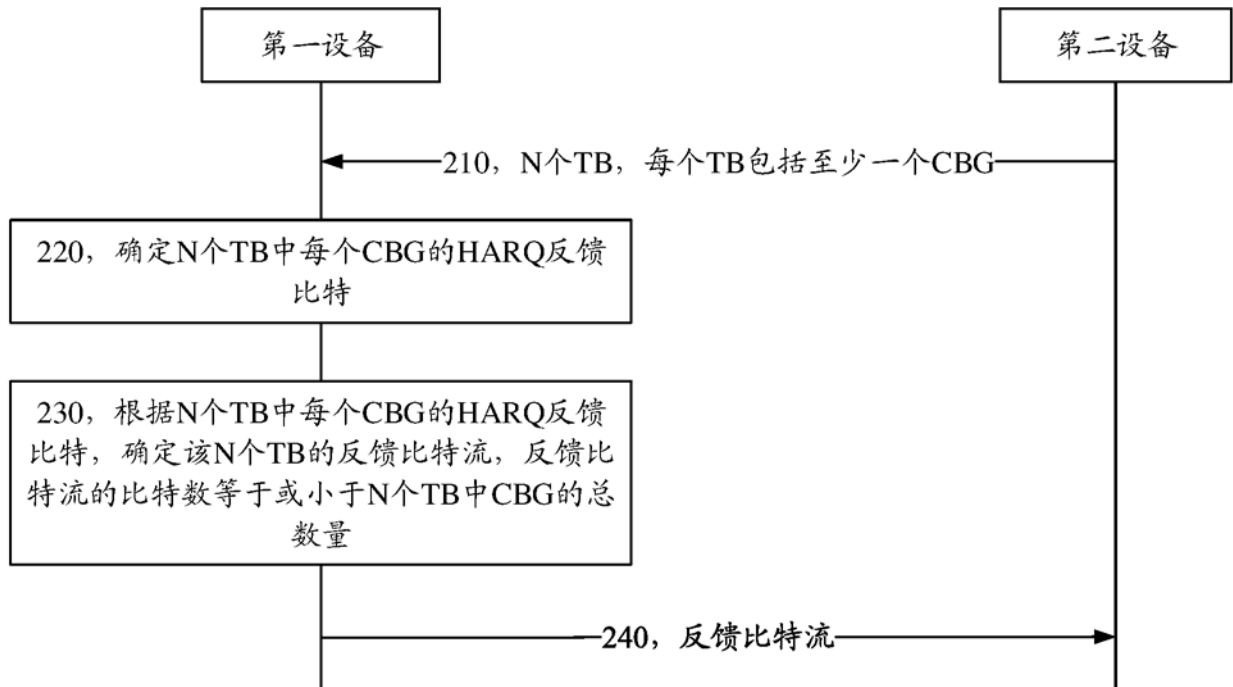 第一设备
第二设备
210，N个TB，每个TB包括至少一个CBG
220，确定N个TB中每个CBG的HARQ反馈
比特
230，根据N个TB中每个CBG的HARQ反馈
比特，确定该N个TB的反馈比特流，反馈比
特流的比特数等于或小于N个TB中CBG的总
数量
240，反馈比特流